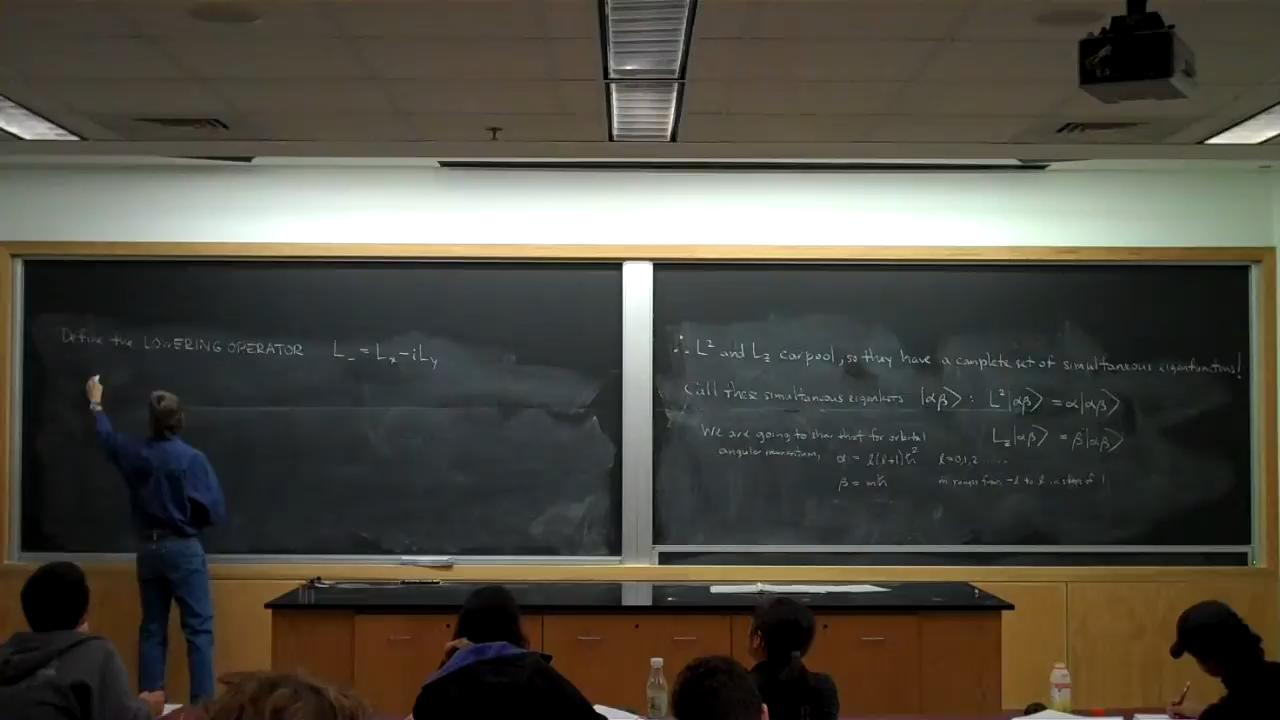 Define the LOWERING OPERATOR L₋ = Lₓ - iL_y
∴ L² and L_z carpool, so they have a complete set of simultaneous eigenfunctions!
Call these simultaneous eigenkets |αβ⟩ : L²|αβ⟩ = α|αβ⟩
L_z|αβ⟩ = β|αβ⟩
We are going to show that for orbital
angular momentum, α = l(l+1)ħ² l=0,1,2 .....
β = mħ m ranges from -l to l in steps of 1